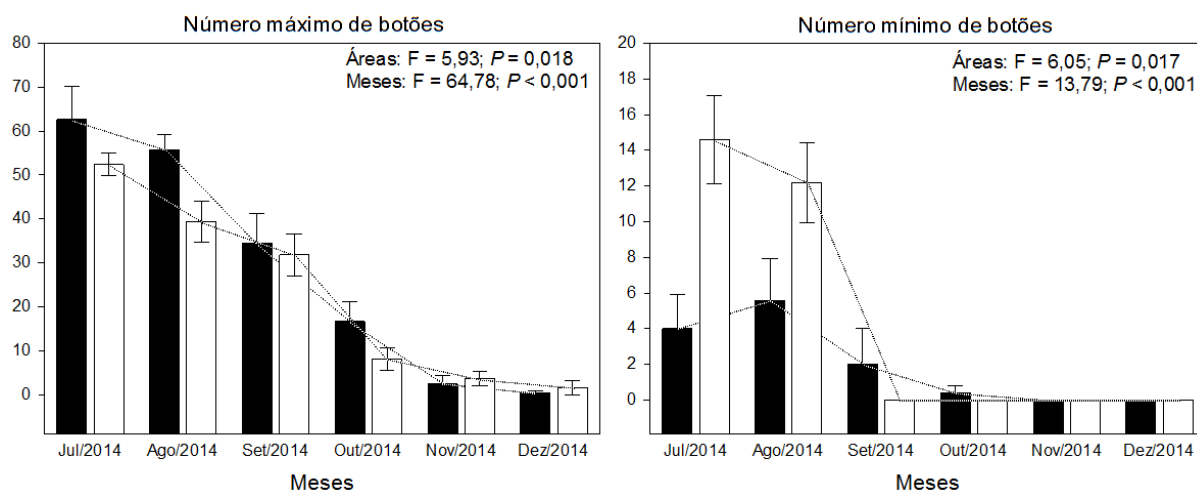 Número máximo de botões
Áreas: F = 5,93; P = 0,018
Meses: F = 64,78; P < 0,001
80
70
60
50
40
30
20
10
0
Jul/2014 Ago/2014 Set/2014 Out/2014 Nov/2014 Dez/2014
Meses
Número mínimo de botões
Áreas: F = 6,05; P = 0,017
Meses: F = 13,79; P < 0,001
20
18
16
14
12
10
8
6
4
2
0
Jul/2014 Ago/2014 Set/2014 Out/2014 Nov/2014 Dez/2014
Meses